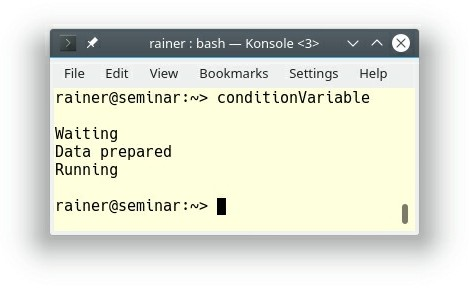 rainer : bash — Konsole <3>
File Edit View Bookmarks Settings Help
rainer@seminar:~> conditionVariable
Waiting
Data prepared
Running
rainer@seminar:~>